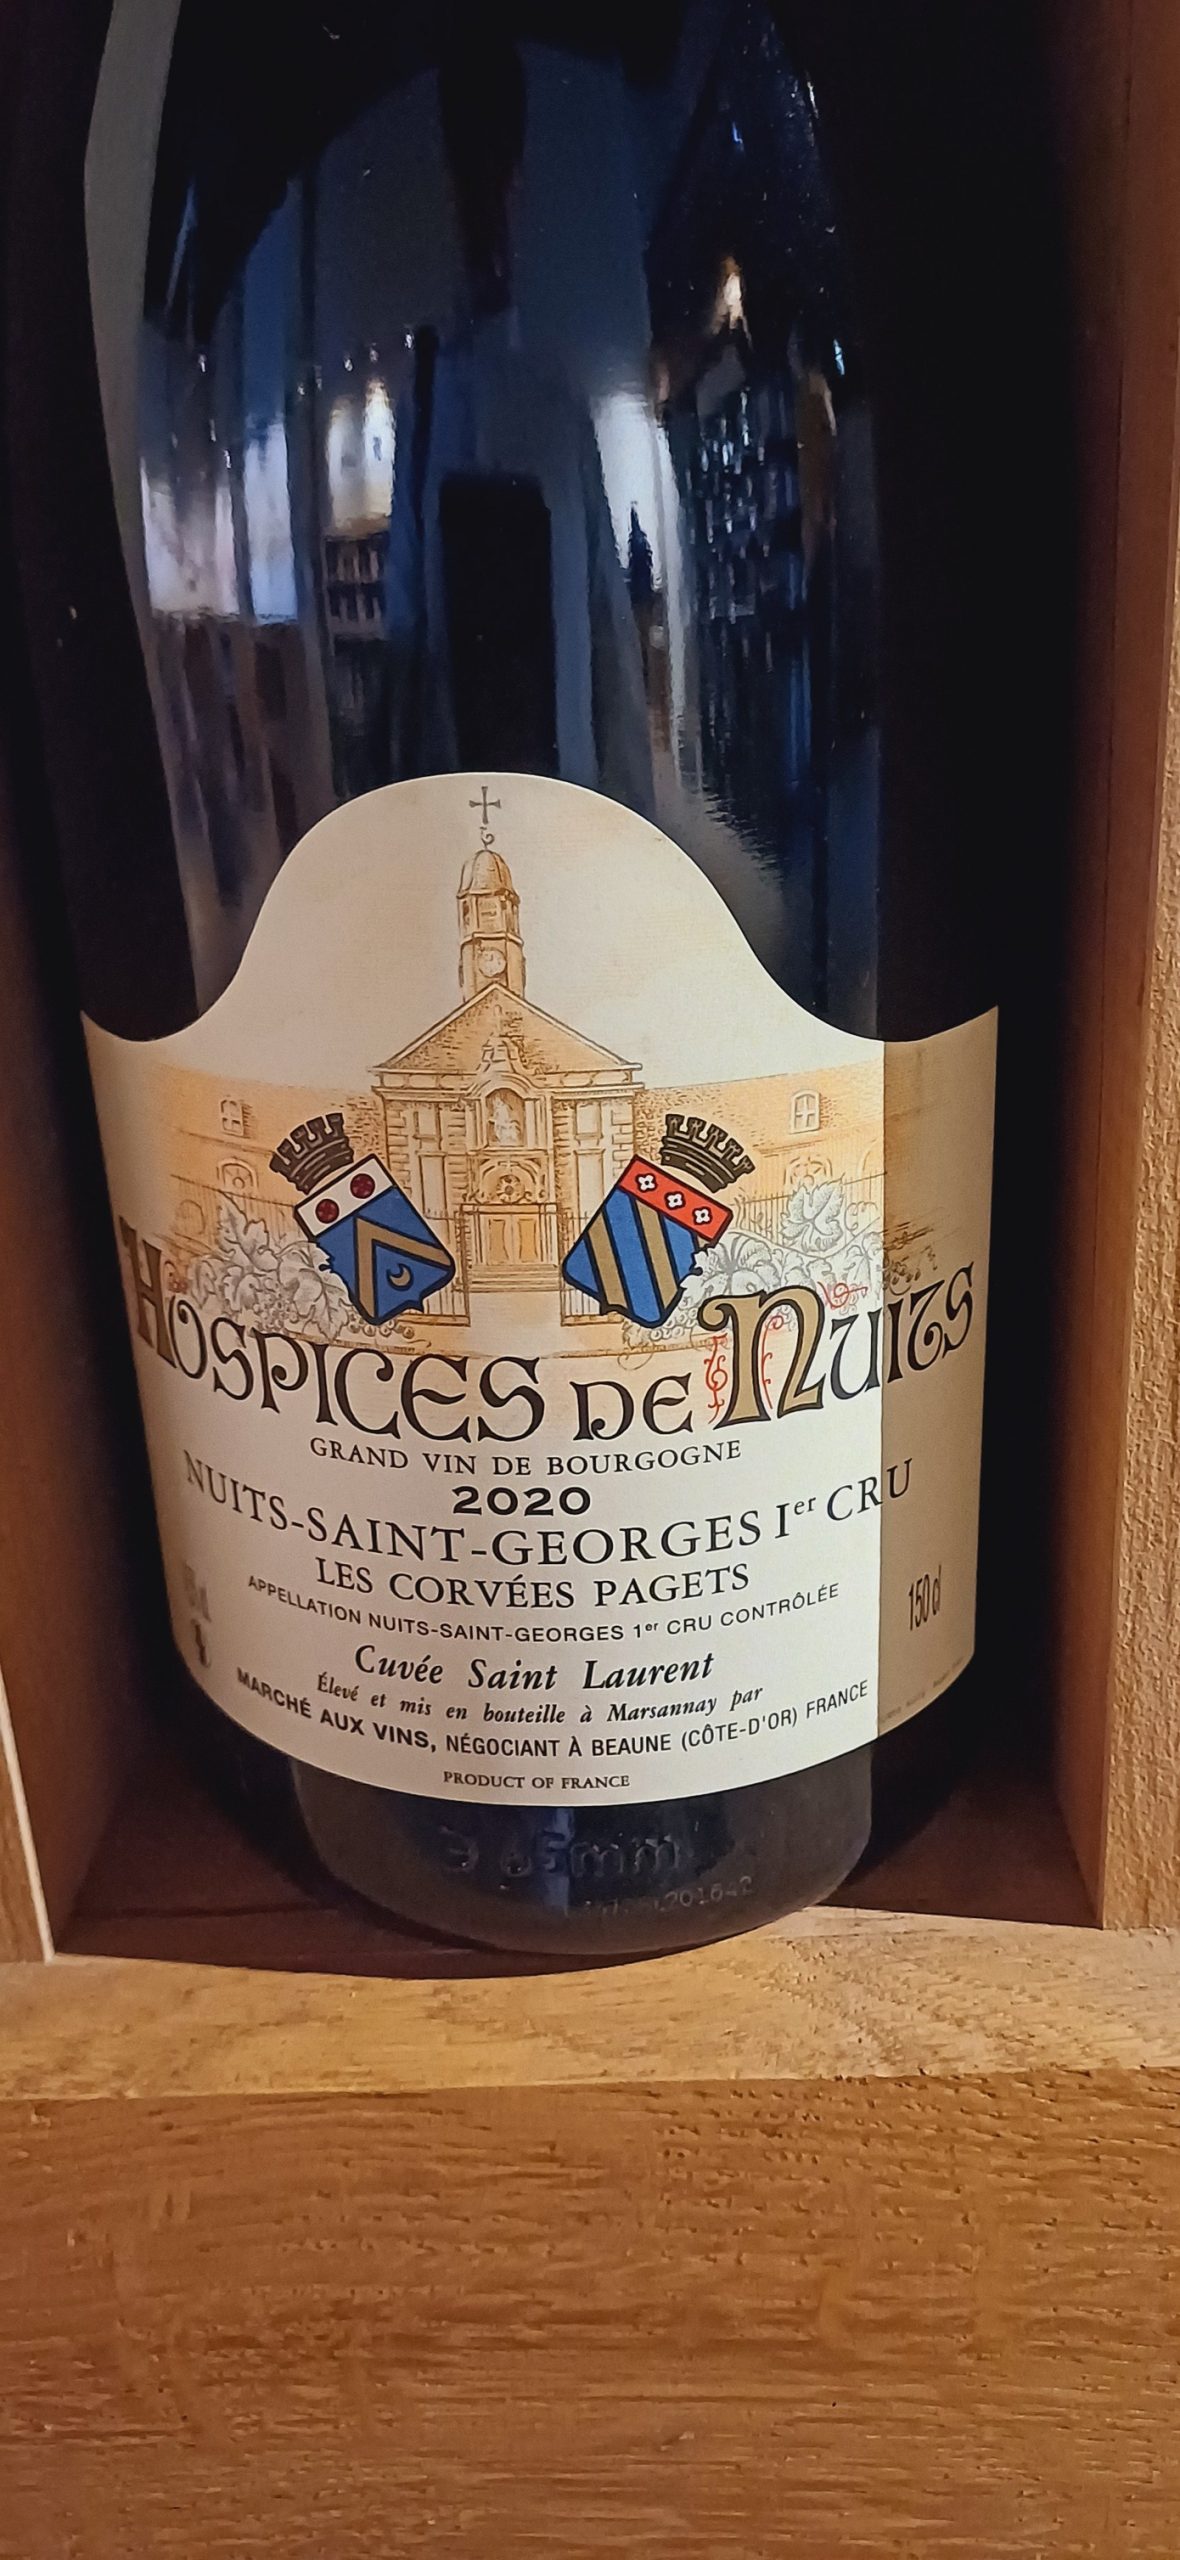 HOSPICES DE NUITS
GRAND VIN DE BOURGOGNE
2020
NUITS-SAINT-GEORGES Ier CRU
LES CORVÉES PAGETS
APPELLATION NUITS-SAINT-GEORGES 1er CRU CONTRÔLÉE
150 cl
Cuvée Saint Laurent
Élevé et mis en bouteille à Marsannay par
MARCHÉ AUX VINS, NÉGOCIANT À BEAUNE (CÔTE-D'OR) FRANCE
PRODUCT OF FRANCE